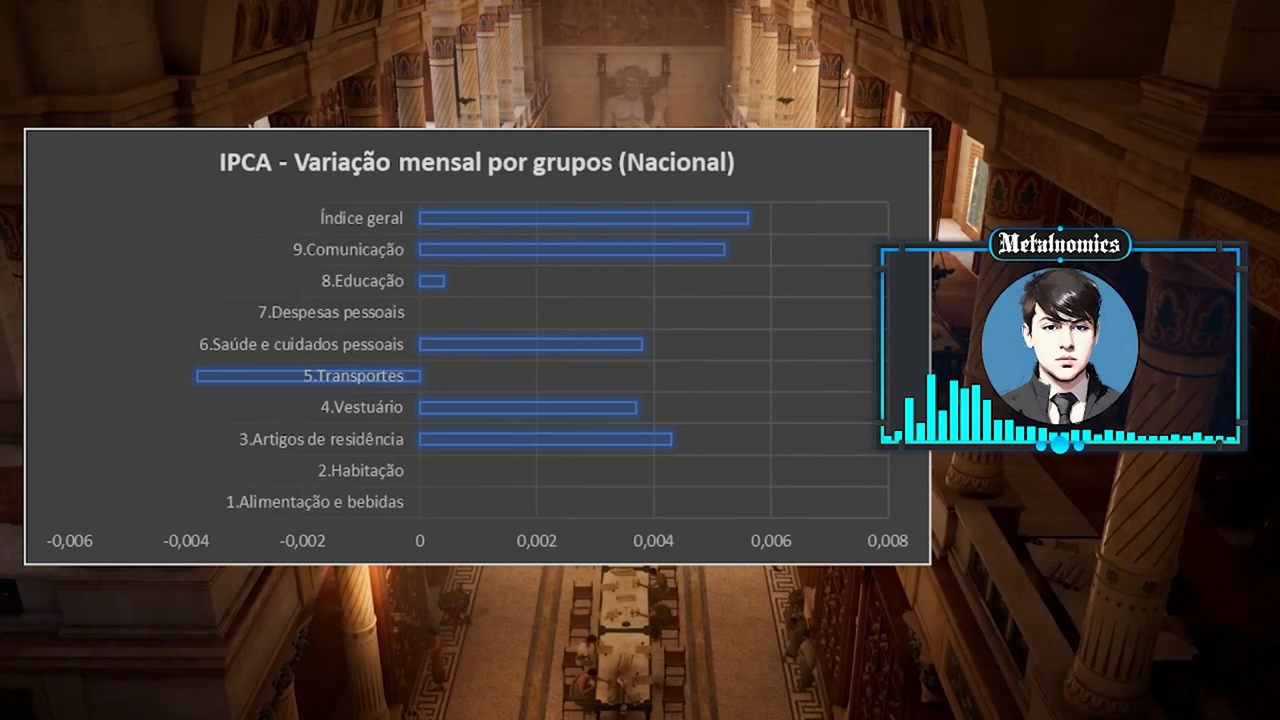 IPCA - Variação mensal por grupos (Nacional)
Índice geral
9.Comunicação
8.Educação
7.Despesas pessoais
6.Saúde e cuidados pessoais
5.Transportes
4.Vestuário
3.Artigos de residência
2.Habitação
1.Alimentação e bebidas
-0,006 -0,004 -0,002 0 0,002 0,004 0,006 0,008
Metalnomics